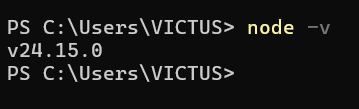 PS C:\Users\VICTUS> node -v
v24.15.0
PS C:\Users\VICTUS>